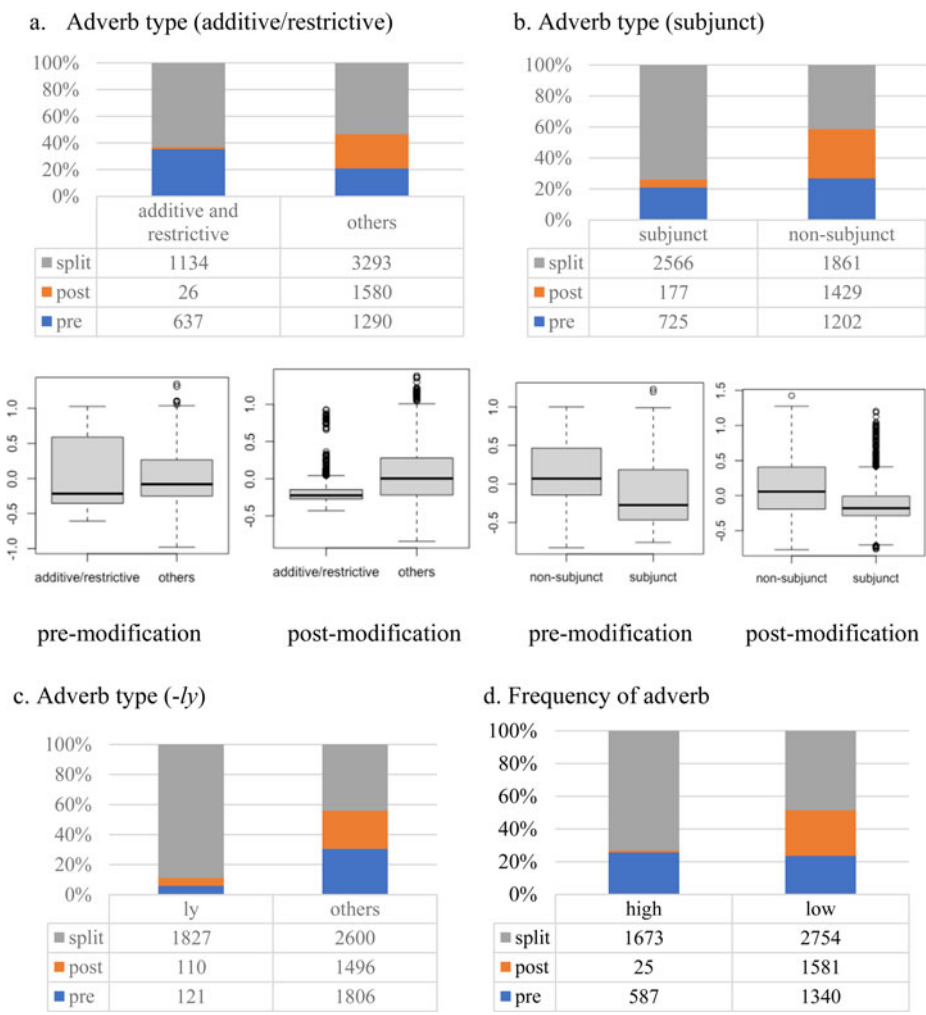 a. Adverb type (additive/restrictive)
100%
80%
60%
40%
20%
0%
additive and restrictive others
split 1134 3293
post 26 1580
pre 637 1290
b. Adverb type (subjunct)
100%
80%
60%
40%
20%
0%
subjunct non-subjunct
split 2566 1861
post 177 1429
pre 725 1202
1.0
0.5
0.0
-0.5
-1.0
additive/restrictive others
pre-modification
1.0
0.5
0.0
-0.5
additive/restrictive others
post-modification
1.0
0.5
0.0
-0.5
non-subjunct subjunct
pre-modification
1.5
1.0
0.5
0.0
-0.5
non-subjunct subjunct
post-modification
c. Adverb type (-ly)
100%
80%
60%
40%
20%
0%
ly others
split 1827 2600
post 110 1496
pre 121 1806
d. Frequency of adverb
100%
80%
60%
40%
20%
0%
high low
split 1673 2754
post 25 1581
pre 587 1340